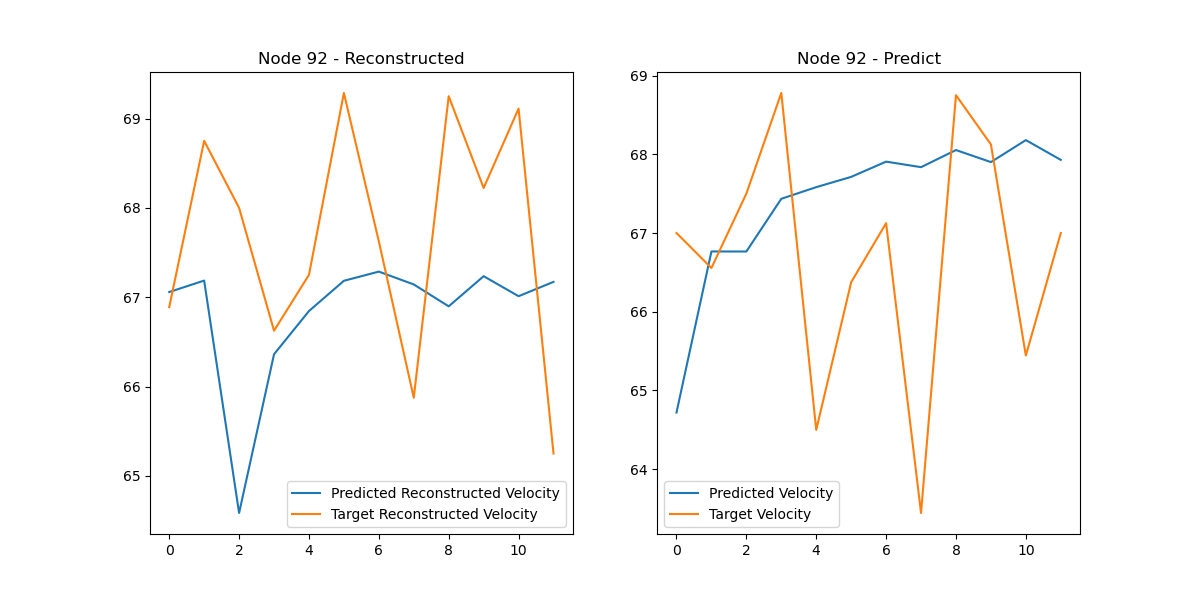 Node 92 - Reconstructed
69
68
67
66
65
0 2 4 6 8 10
Predicted Reconstructed Velocity
Target Reconstructed Velocity
Node 92 - Predict
69
68
67
66
65
64
0 2 4 6 8 10
Predicted Velocity
Target Velocity